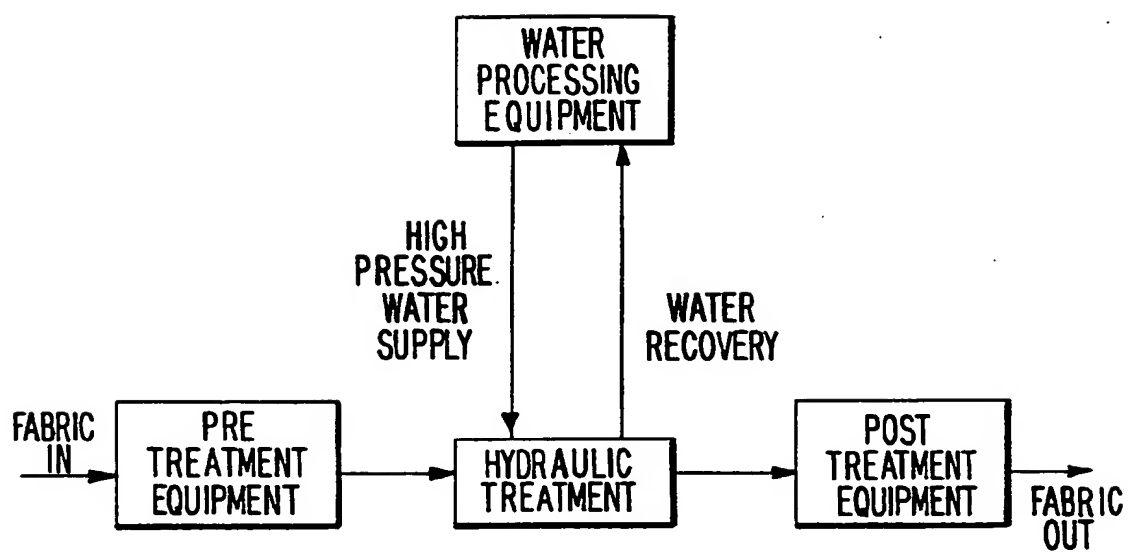 WATER
PROCESSING
EQUIPMENT
HIGH
PRESSURE
WATER
SUPPLY
WATER
RECOVERY
FABRIC
IN
PRE
TREATMENT
EQUIPMENT
HYDRAULIC
TREATMENT
POST
TREATMENT
EQUIPMENT
FABRIC
OUT